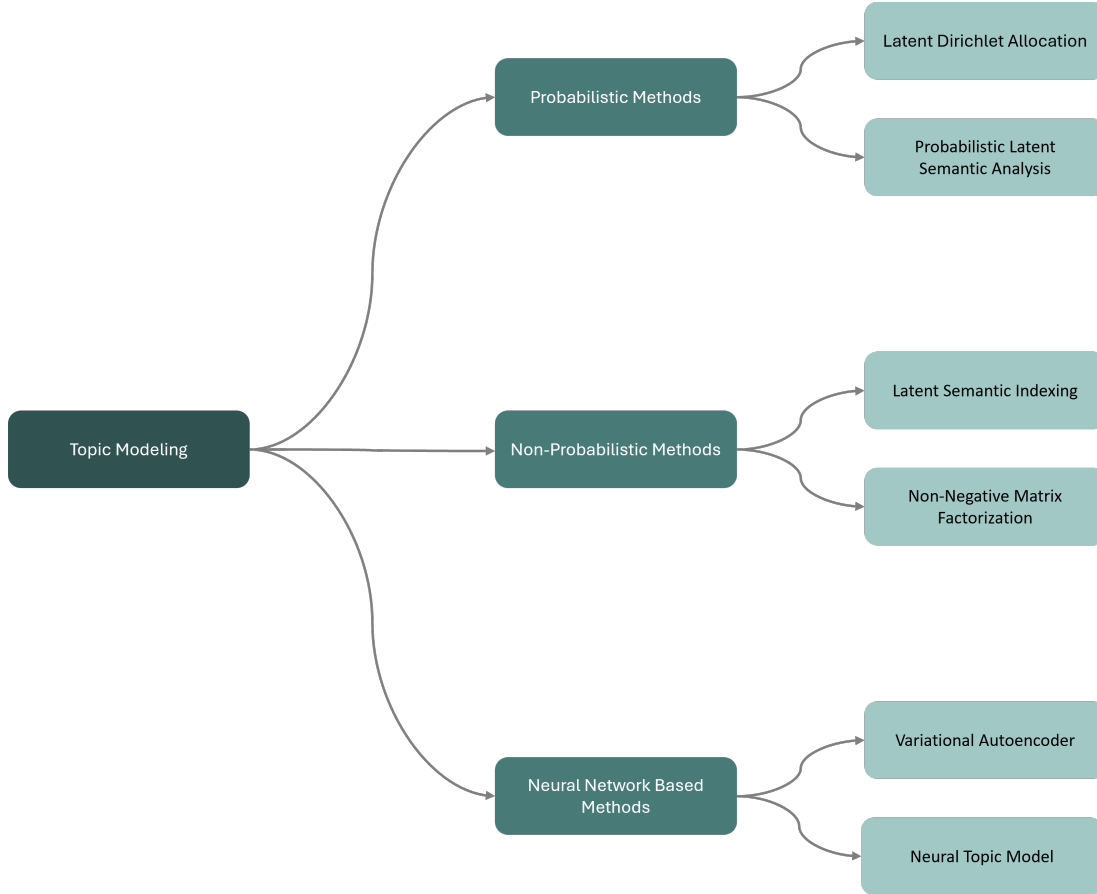 Topic Modeling
Probabilistic Methods
Latent Dirichlet Allocation
Probabilistic Latent
Semantic Analysis
Non-Probabilistic Methods
Latent Semantic Indexing
Non-Negative Matrix
Factorization
Neural Network Based
Methods
Variational Autoencoder
Neural Topic Model